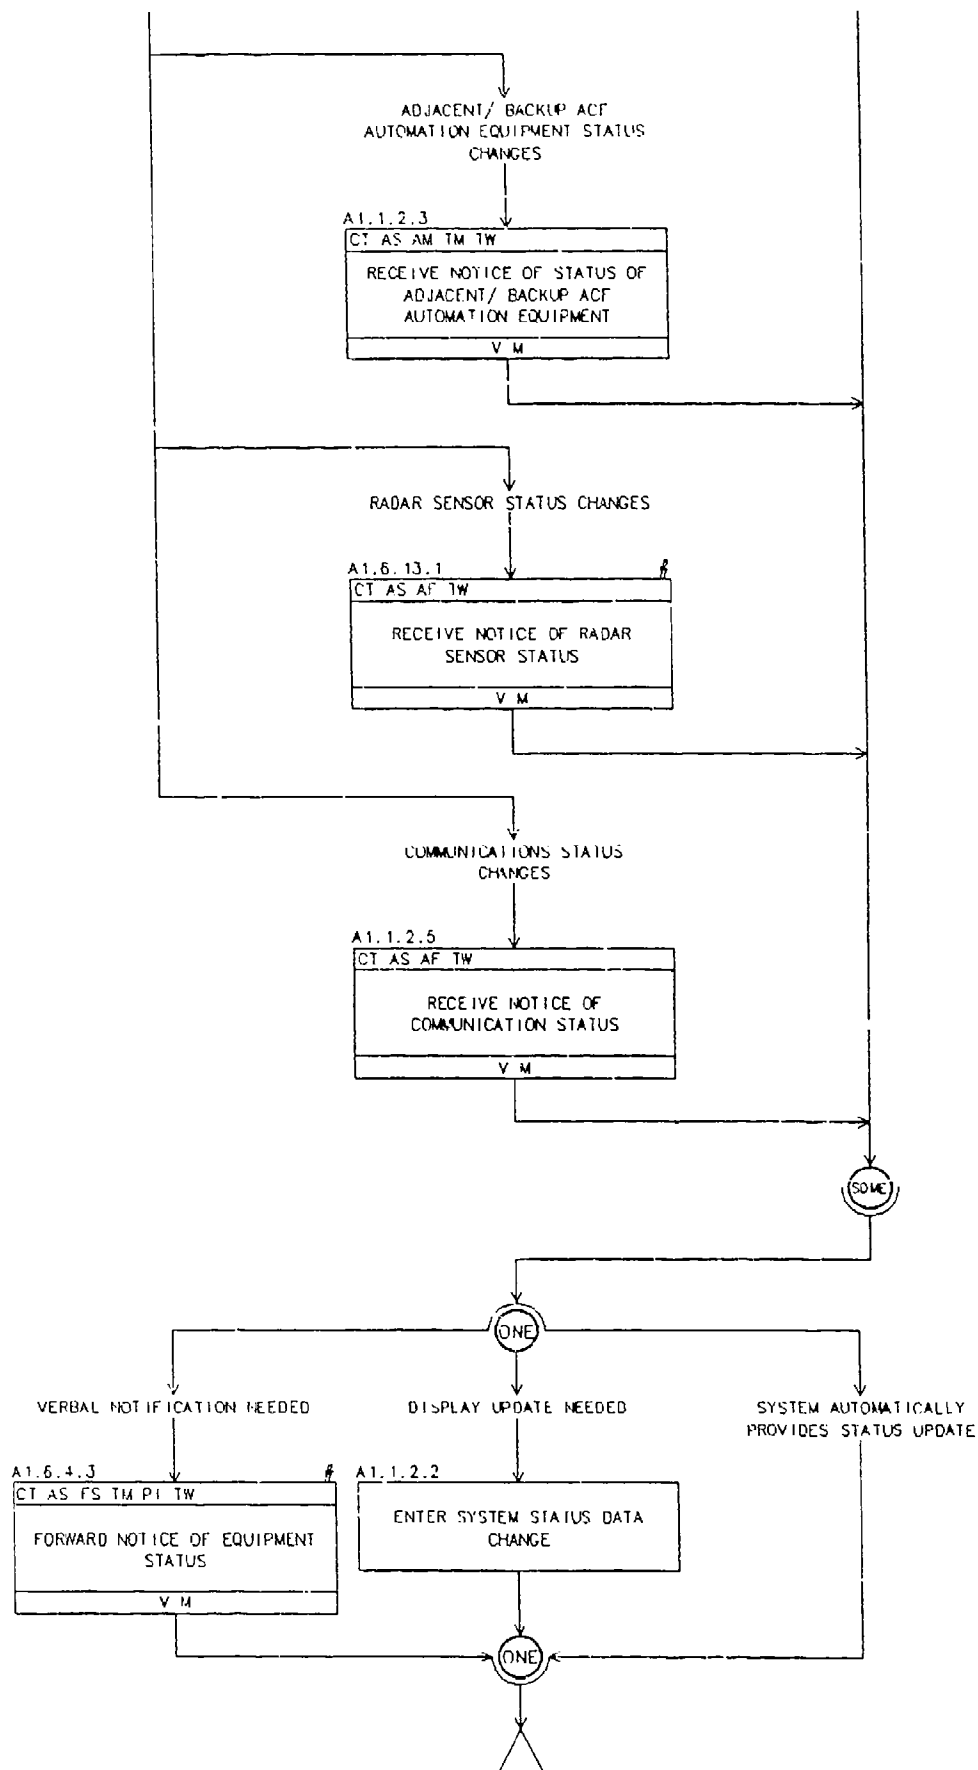 ADJACENT/ BACKUP ACF
AUTOMATION EQUIPMENT STATUS
CHANGES
A1.1.2.3
CT AS AM TM TW
RECEIVE NOTICE OF STATUS OF
ADJACENT/ BACKUP ACF
AUTOMATION EQUIPMENT
V M
RADAR SENSOR STATUS CHANGES
A1.6.13.1
CT AS AF TW
RECEIVE NOTICE OF RADAR
SENSOR STATUS
V M
COMMUNICATIONS STATUS
CHANGES
A1.1.2.5
CT AS AF TW
RECEIVE NOTICE OF
COMMUNICATION STATUS
V M
SOME
ONE
VERBAL NOTIFICATION NEEDED
DISPLAY UPDATE NEEDED
SYSTEM AUTOMATICALLY
PROVIDES STATUS UPDATE
A1.6.4.3
CT AS FS TM PI TW
FORWARD NOTICE OF EQUIPMENT
STATUS
V M
A1.1.2.2
ENTER SYSTEM STATUS DATA
CHANGE
ONE